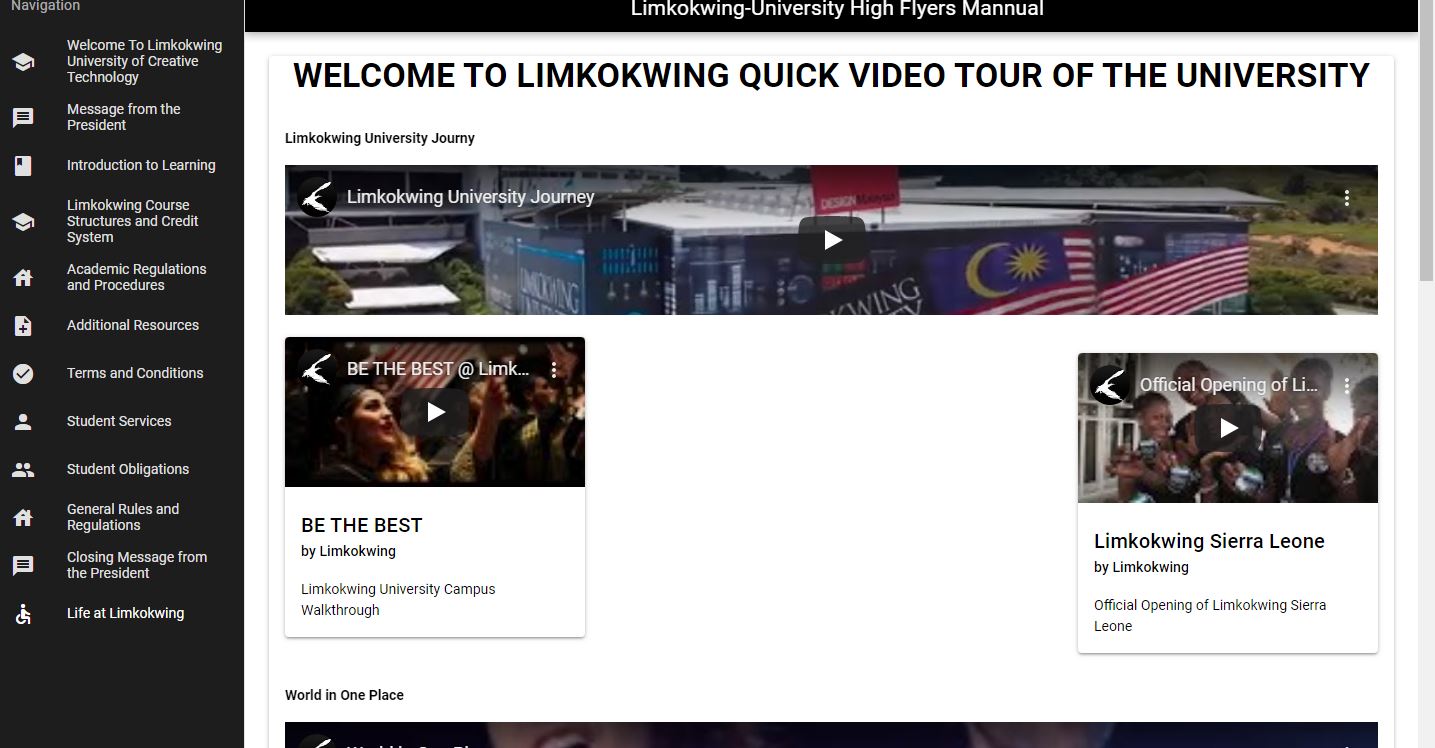 Navigation
Welcome To Limkokwing
University of Creative
Technology
Message from the
President
Introduction to Learning
Limkokwing Course
Structures and Credit
System
Academic Regulations
and Procedures
Additional Resources
Terms and Conditions
Student Services
Student Obligations
General Rules and
Regulations
Closing Message from
the President
Life at Limkokwing
Limkokwing-University High Flyers Mannual
WELCOME TO LIMKOKWING QUICK VIDEO TOUR OF THE UNIVERSITY
Limkokwing University Journy
Limkokwing University Journey
DESIGN Malaysia
LIMKOKWING
KWING
BE THE BEST @ Limk...
BE THE BEST
by Limkokwing
Limkokwing University Campus
Walkthrough
Official Opening of Li...
Limkokwing Sierra Leone
by Limkokwing
Official Opening of Limkokwing Sierra
Leone
World in One Place